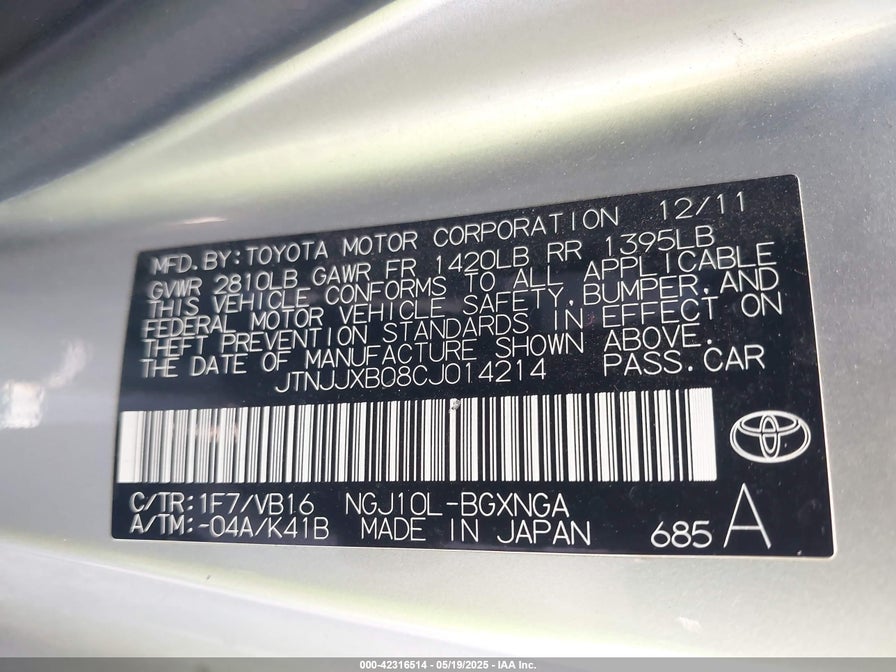 MFD.BY:TOYOTA MOTOR CORPORATION 12/11
GVWR 2810LB GAWR FR 1420LB RR 1395LB
THIS VEHICLE CONFORMS TO ALL APPLICABLE
FEDERAL MOTOR VEHICLE SAFETY,BUMPER,AND
THEFT PREVENTION STANDARDS IN EFFECT ON
THE DATE OF MANUFACTURE SHOWN ABOVE.
JTNJJXB08CJ014214 PASS.CAR
C/TR:1F7/VB16 NGJ10L-BGXNGA
A/TM:-04A/K41B MADE IN JAPAN 685 A
000-42316514 - 05/19/2025 - IAA Inc.